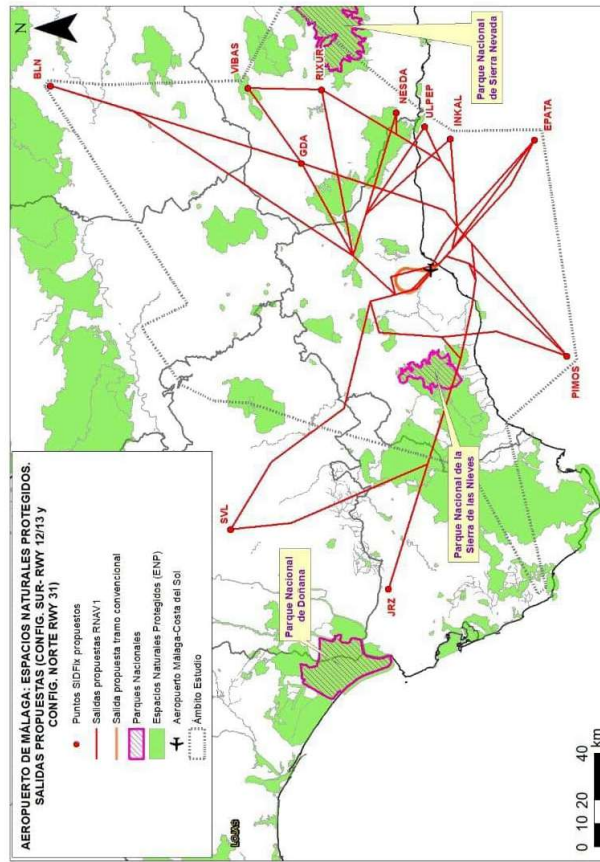 AEROPUERTO DE MÁLAGA: ESPACIOS NATURALES PROTEGIDOS.
SALIDAS PROPUESTAS (CONFIG. SUR- RWY 12/13 y
CONFIG. NORTE RWY 31)
Puntos SIDFIx propuestos
Salidas propuestas RNAV1
Salida propuesta tramo convencional
Parques Nacionales
Espacios Naturales Protegidos (ENP)
Aeropuerto Málaga-Costa del Sol
Ámbito Estudio
N
BLN
VIBAS
RIXUR
GDA
NESDA
ULPEP
INKAL
EPATA
PIMOS
SVL
JRZ
Parque Nacional
de Sierra Nevada
Parque Nacional de la
Sierra de las Nieves
Parque Nacional
de Doñana
0 10 20 40
km